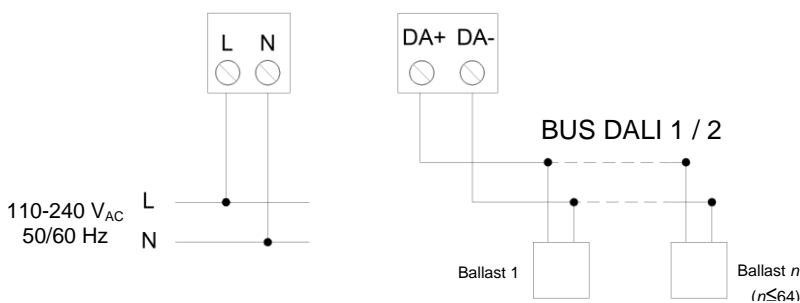 L N
DA+ DA-
BUS DALI 1 / 2
110-240 VAC
50/60 Hz
L
N
Ballast 1
Ballast n
(n≤64)